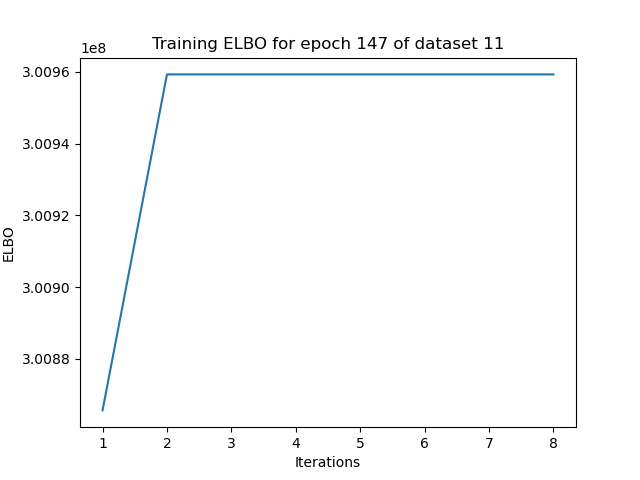 Training ELBO for epoch 147 of dataset 11
1e8
3.0096
3.0094
3.0092
3.0090
3.0088
ELBO
1 2 3 4 5 6 7 8
Iterations